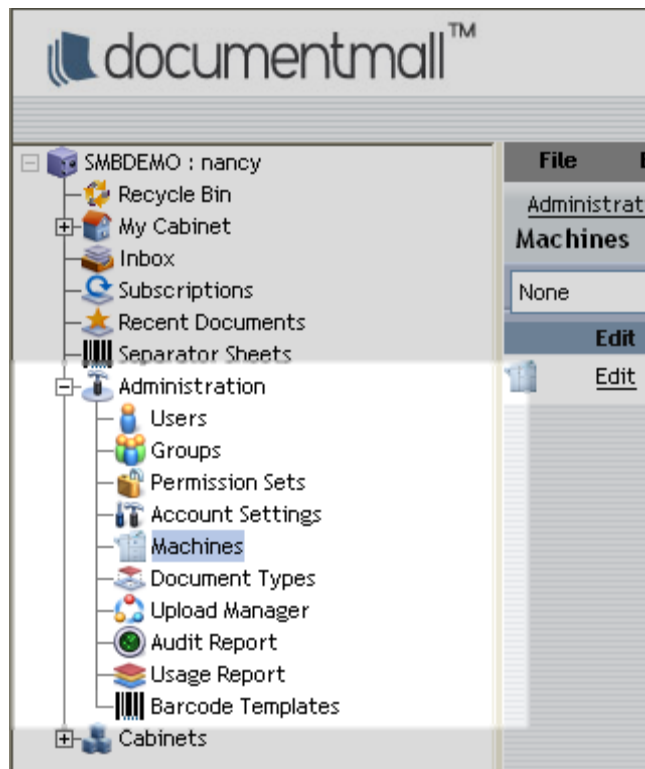 documentmall™
SMBDEMO : nancy
Recycle Bin
My Cabinet
Inbox
Subscriptions
Recent Documents
Separator Sheets
Administration
Users
Groups
Permission Sets
Account Settings
Machines
Document Types
Upload Manager
Audit Report
Usage Report
Barcode Templates
Cabinets
File
Administrat
Machines
None
Edit
Edit